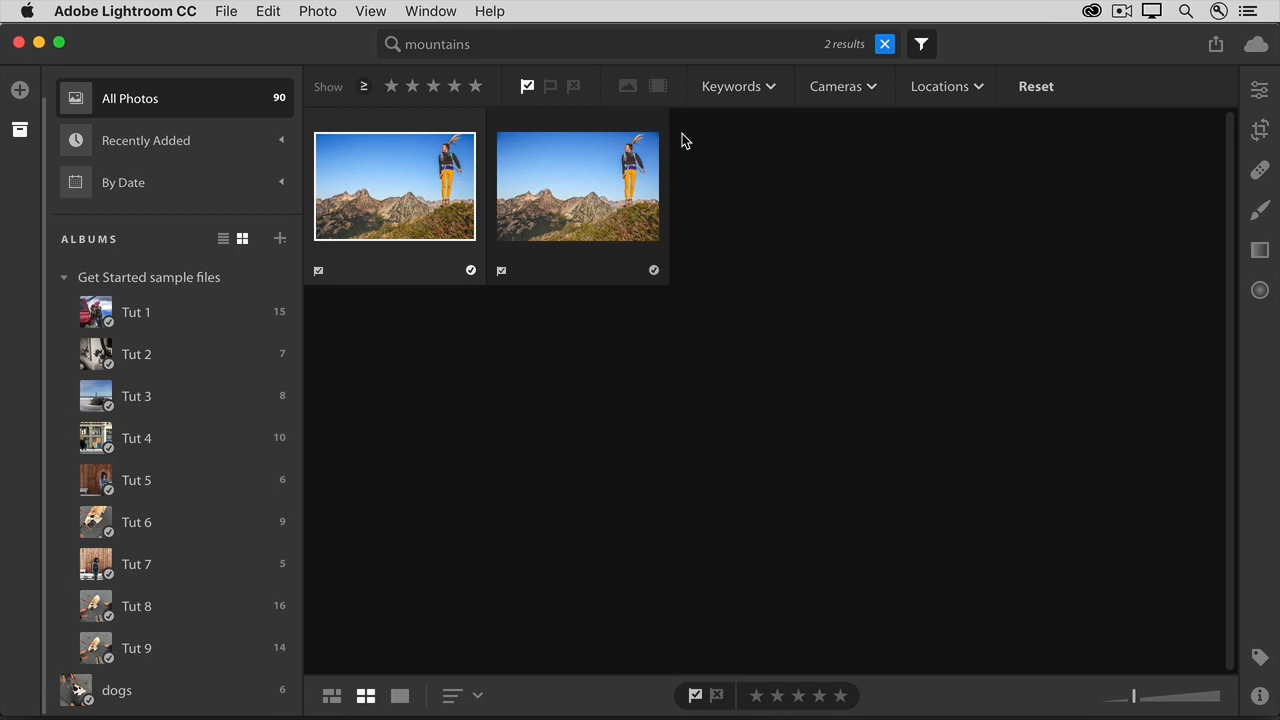 Adobe Lightroom CC File Edit Photo View Window Help
mountains 2 results
Show ≥ Keywords Cameras Locations Reset
All Photos 90
Recently Added
By Date
ALBUMS
Get Started sample files
Tut 1 15
Tut 2 7
Tut 3 8
Tut 4 10
Tut 5 6
Tut 6 9
Tut 7 5
Tut 8 16
Tut 9 14
dogs 6